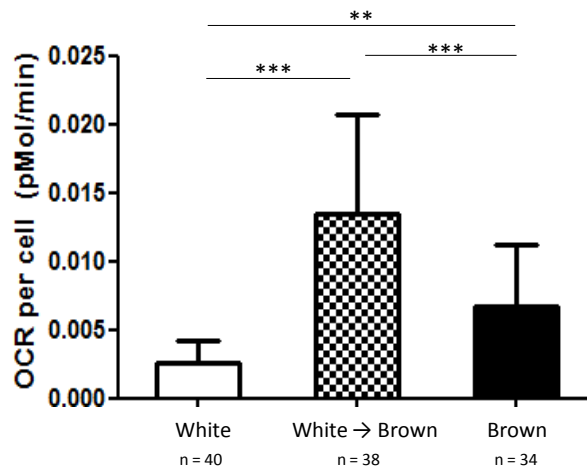 **
*** ***
OCR per cell (pMol/min)
0.025
0.020
0.015
0.010
0.005
0.000
White White → Brown Brown
n = 40 n = 38 n = 34